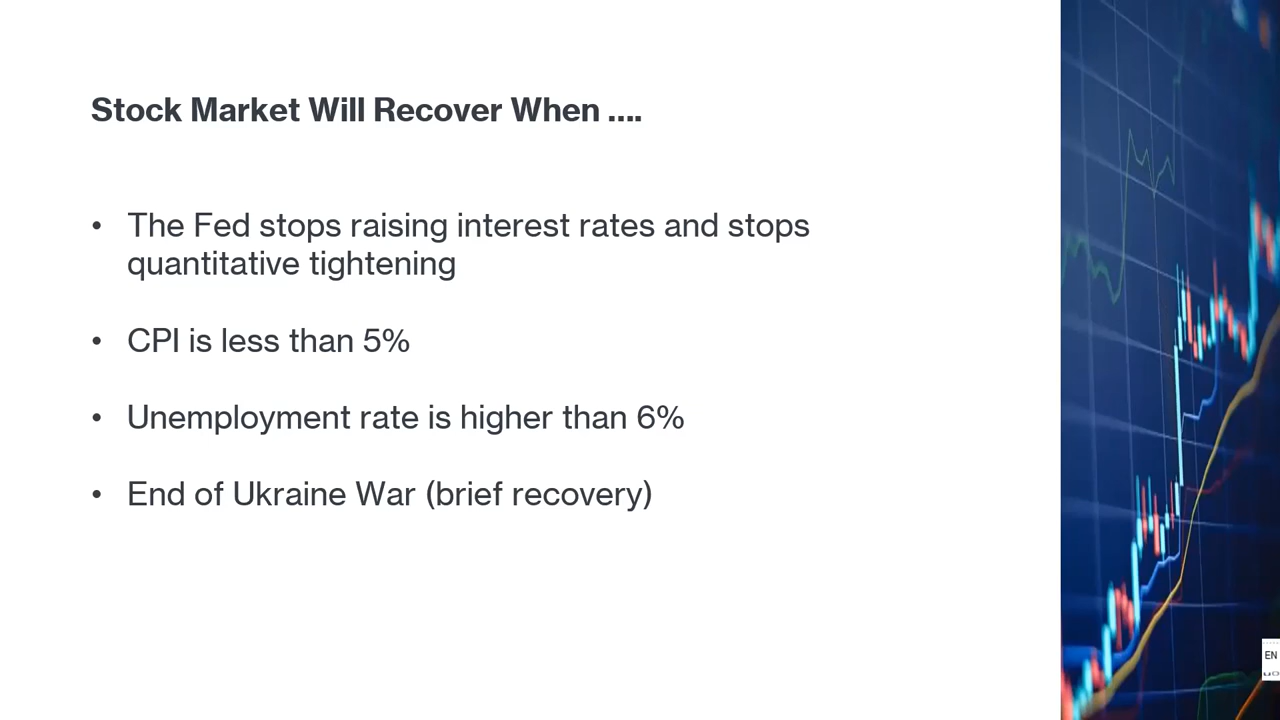 Stock Market Will Recover When ....
• The Fed stops raising interest rates and stops
quantitative tightening
• CPI is less than 5%
• Unemployment rate is higher than 6%
• End of Ukraine War (brief recovery)
EN